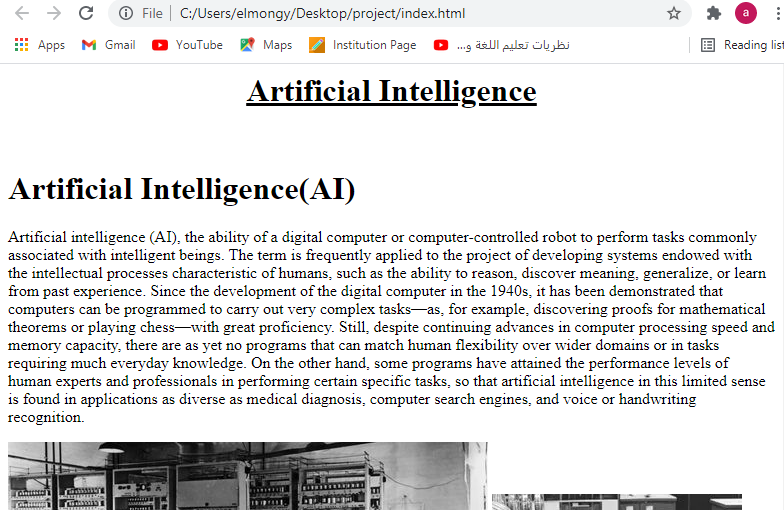 File | C:/Users/elmongy/Desktop/project/index.html a
Apps Gmail YouTube Maps Institution Page نظريات تعليم اللغة و... Reading list
Artificial Intelligence
Artificial Intelligence(AI)
Artificial intelligence (AI), the ability of a digital computer or computer-controlled robot to perform tasks commonly
associated with intelligent beings. The term is frequently applied to the project of developing systems endowed with
the intellectual processes characteristic of humans, such as the ability to reason, discover meaning, generalize, or learn
from past experience. Since the development of the digital computer in the 1940s, it has been demonstrated that
computers can be programmed to carry out very complex tasks—as, for example, discovering proofs for mathematical
theorems or playing chess—with great proficiency. Still, despite continuing advances in computer processing speed and
memory capacity, there are as yet no programs that can match human flexibility over wider domains or in tasks
requiring much everyday knowledge. On the other hand, some programs have attained the performance levels of
human experts and professionals in performing certain specific tasks, so that artificial intelligence in this limited sense
is found in applications as diverse as medical diagnosis, computer search engines, and voice or handwriting
recognition.